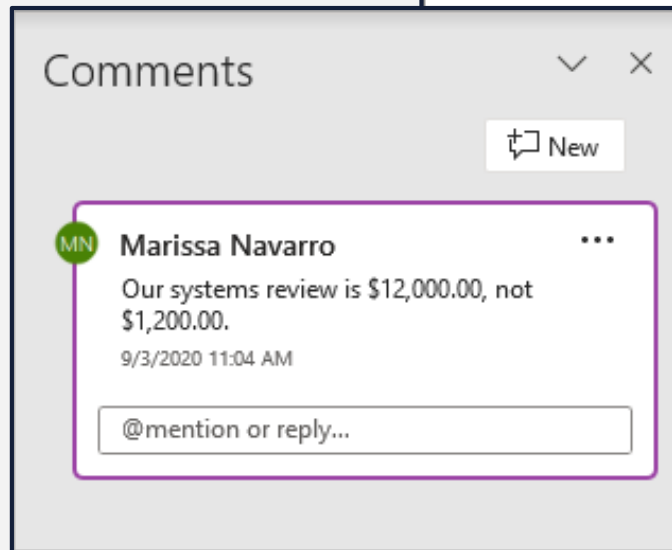 Comments
New
MN
Marissa Navarro
Our systems review is $12,000.00, not
$1,200.00.
9/3/2020 11:04 AM
@mention or reply...